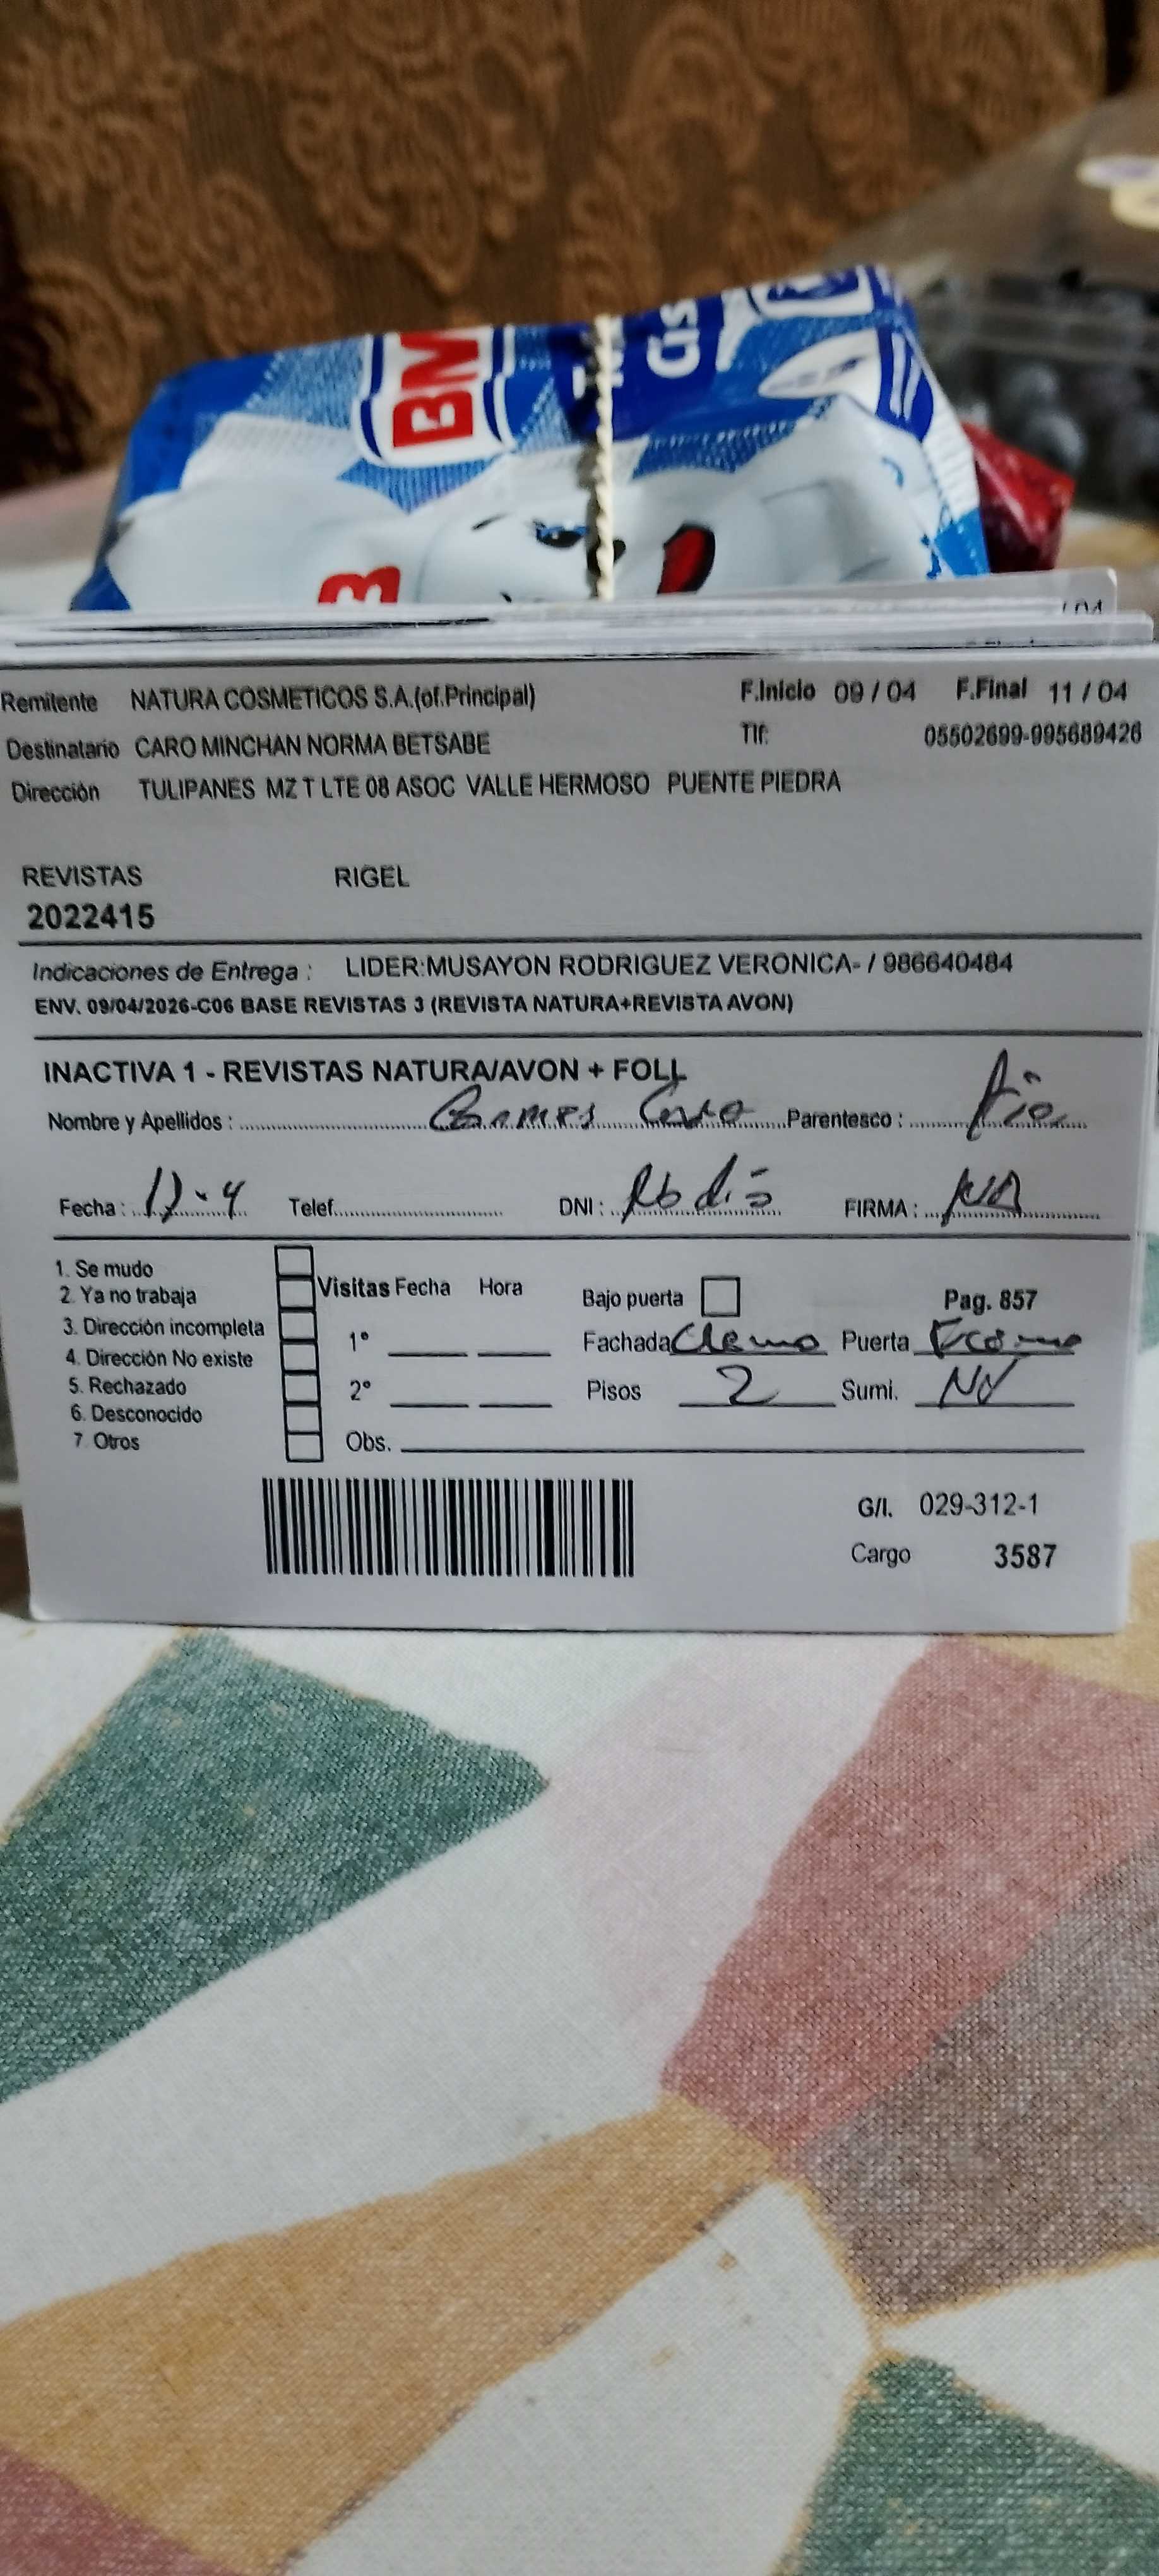 BM
Remitente NATURA COSMETICOS S.A.(of.Principal) F.Inicio 09 / 04 F.Final 11 / 04
Destinatario CARO MINCHAN NORMA BETSABE Tlf: 05502699-995689426
Dirección TULIPANES MZ T LTE 08 ASOC VALLE HERMOSO PUENTE PIEDRA
REVISTAS RIGEL
2022415
Indicaciones de Entrega : LIDER:MUSAYON RODRIGUEZ VERONICA- / 986640484
ENV. 09/04/2026-C06 BASE REVISTAS 3 (REVISTA NATURA+REVISTA AVON)
INACTIVA 1 - REVISTAS NATURA/AVON + FOLL
Nombre y Apellidos : Caro Parentesco :
Fecha : Telef. DNI : FIRMA :
1. Se mudo
2. Ya no trabaja
3. Dirección incompleta
4. Dirección No existe
5. Rechazado
6. Desconocido
7. Otros
Visitas Fecha Hora
1°
2°
Obs.
Bajo puerta Pag. 857
Fachada Puerta
Pisos 2 Sumi.
G/I. 029-312-1
Cargo 3587